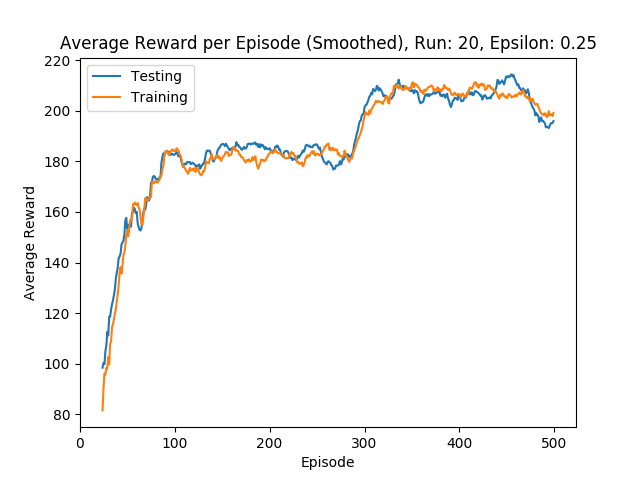 Average Reward per Episode (Smoothed), Run: 20, Epsilon: 0.25
Testing
Training
Average Reward
220
200
180
160
140
120
100
80
0 100 200 300 400 500
Episode